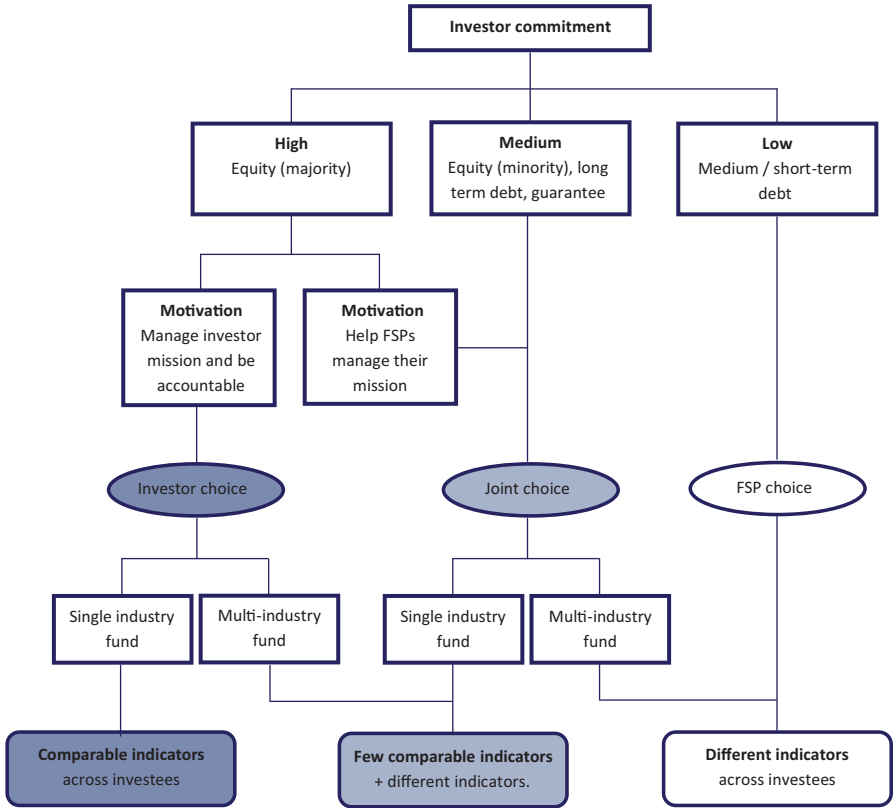 Investor commitment
High
Equity (majority)
Medium
Equity (minority), long
term debt, guarantee
Low
Medium / short-term
debt
Motivation
Manage investor
mission and be
accountable
Motivation
Help FSPs
manage their
mission
Investor choice
Joint choice
FSP choice
Single industry
fund
Multi-industry
fund
Single industry
fund
Multi-industry
fund
Comparable indicators
across investees
Few comparable indicators
+ different indicators.
Different indicators
across investees